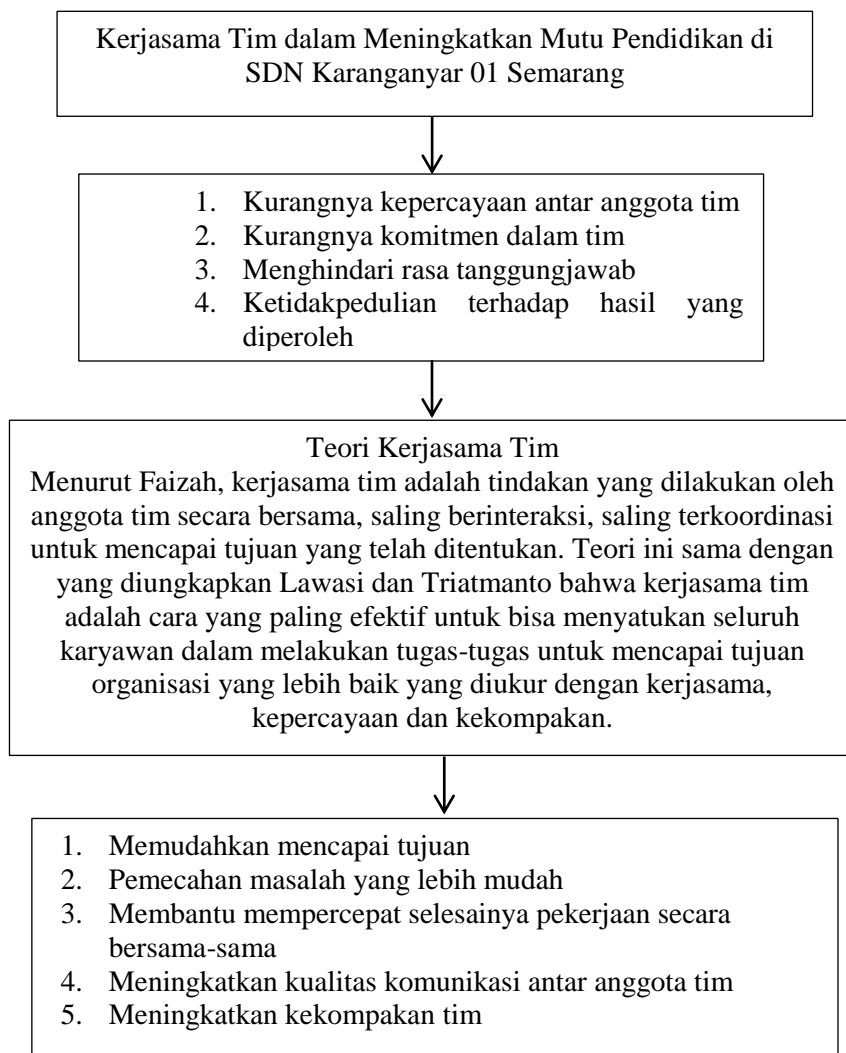 Kerjasama Tim dalam Meningkatkan Mutu Pendidikan di
SDN Karanganyar 01 Semarang
1. Kurangnya kepercayaan antar anggota tim
2. Kurangnya komitmen dalam tim
3. Menghindari rasa tanggungjawab
4. Ketidakpedulian terhadap hasil yang
diperoleh
Teori Kerjasama Tim
Menurut Faizah, kerjasama tim adalah tindakan yang dilakukan oleh
anggota tim secara bersama, saling berinteraksi, saling terkoordinasi
untuk mencapai tujuan yang telah ditentukan. Teori ini sama dengan
yang diungkapkan Lawasi dan Triatmanto bahwa kerjasama tim
adalah cara yang paling efektif untuk bisa menyatukan seluruh
karyawan dalam melakukan tugas-tugas untuk mencapai tujuan
organisasi yang lebih baik yang diukur dengan kerjasama,
kepercayaan dan kekompakan.
1. Memudahkan mencapai tujuan
2. Pemecahan masalah yang lebih mudah
3. Membantu mempercepat selesainya pekerjaan secara
bersama-sama
4. Meningkatkan kualitas komunikasi antar anggota tim
5. Meningkatkan kekompakan tim